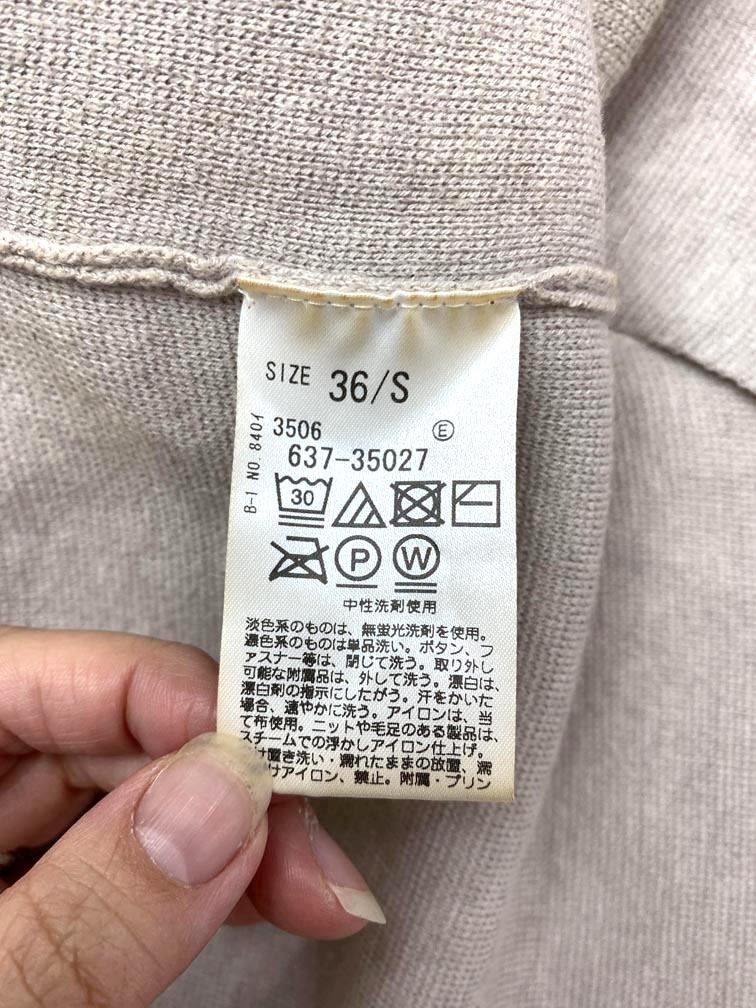 SIZE 36/S
B-1 NO.8401
3506 Ⓔ
637-35027
30
P W
中性洗剤使用
淡色系のものは、無蛍光洗剤を使用。
濃色系のものは単品洗い。ボタン、フ
ァスナー等は、閉じて洗う。取り外し
可能な附属品は、外して洗う。漂白は、
漂白剤の指示にしたがう。汗をかいた
場合、速やかに洗う。アイロンは、当
て布使用。ニットや毛足のある製品は、
スチームでの浮かしアイロン仕上げ。
け置き洗い・濡れたままの放置、濡
けアイロン、禁止。附属・プリン